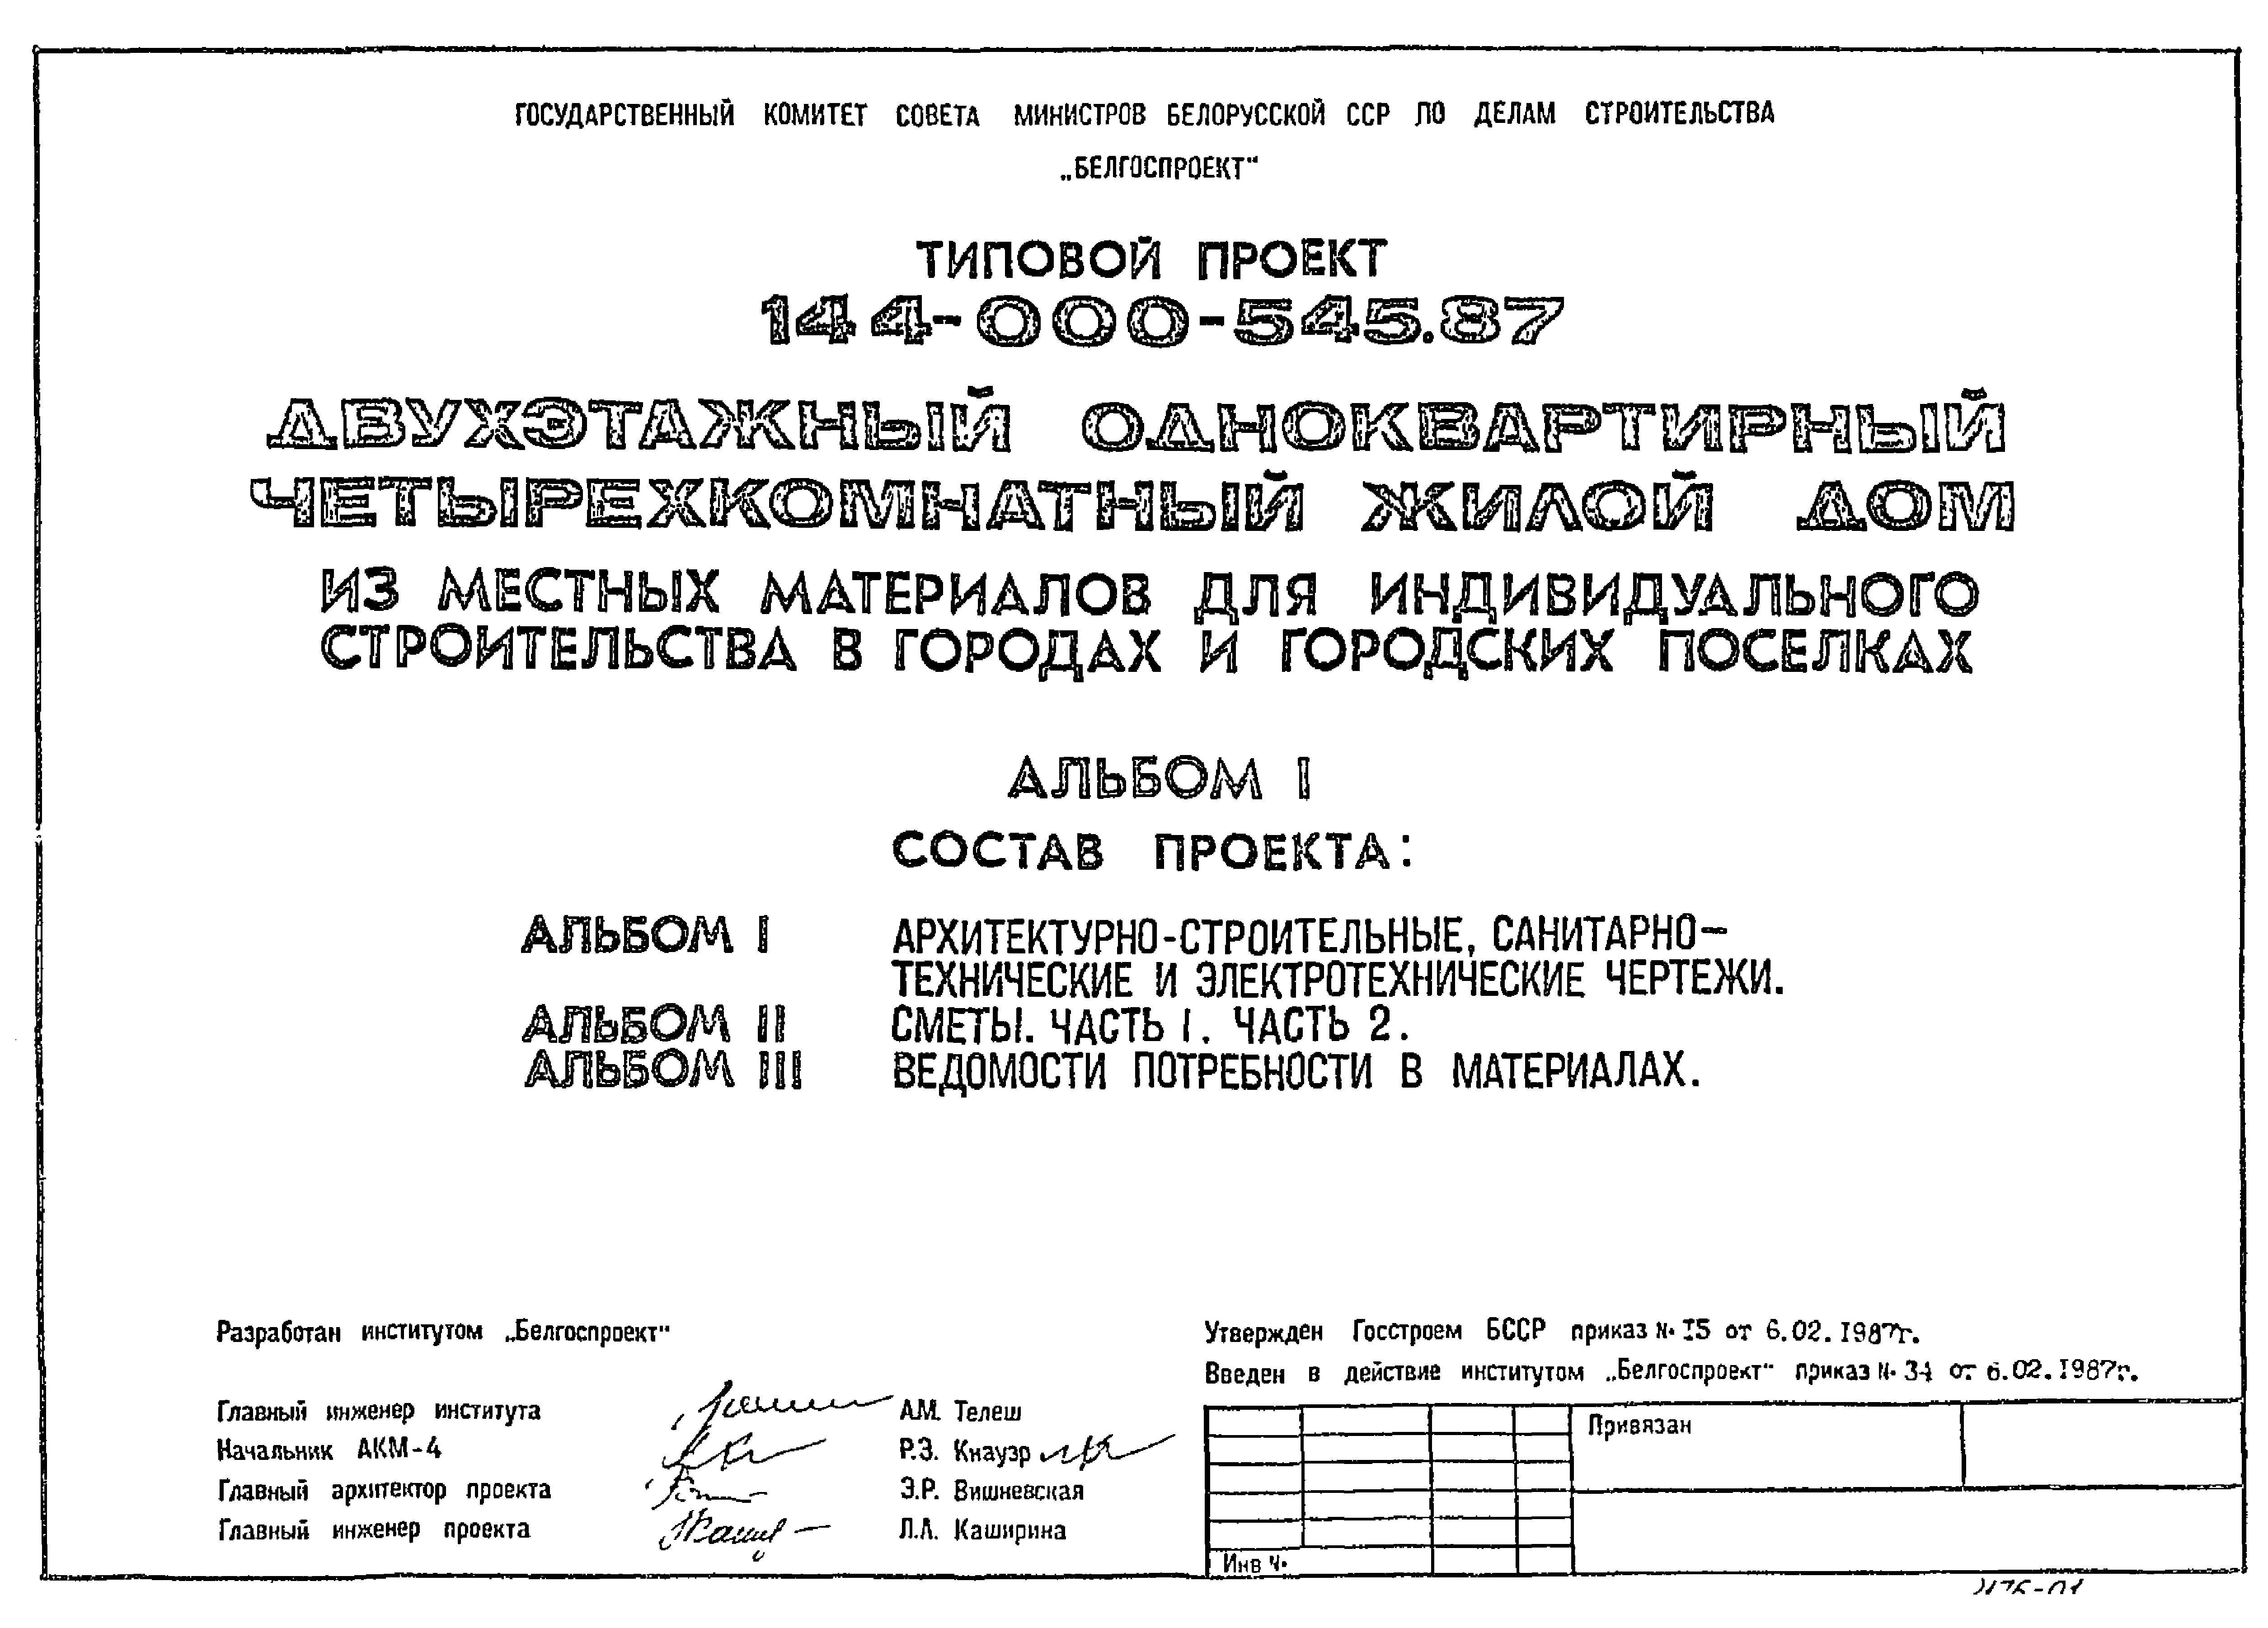 ГОСУДАРСТВЕННЫЙ КОМИТЕТ СОВЕТА МИНИСТРОВ БЕЛОРУССКОЙ ССР ПО ДЕЛАМ СТРОИТЕЛЬСТВА
„БЕЛГОСПРОЕКТ“
ТИПОВОЙ ПРОЕКТ
144-000-545.87
ДВУХЭТАЖНЫЙ ОДНОКВАРТИРНЫЙ
ЧЕТЫРЕХКОМНАТНЫЙ ЖИЛОЙ ДОМ
ИЗ МЕСТНЫХ МАТЕРИАЛОВ ДЛЯ ИНДИВИДУАЛЬНОГО
СТРОИТЕЛЬСТВА В ГОРОДАХ И ГОРОДСКИХ ПОСЕЛКАХ
АЛЬБОМ I
СОСТАВ ПРОЕКТА:
АЛЬБОМ I АРХИТЕКТУРНО-СТРОИТЕЛЬНЫЕ, САНИТАРНО-
ТЕХНИЧЕСКИЕ И ЭЛЕКТРОТЕХНИЧЕСКИЕ ЧЕРТЕЖИ.
АЛЬБОМ II СМЕТЫ. ЧАСТЬ 1. ЧАСТЬ 2.
АЛЬБОМ III ВЕДОМОСТИ ПОТРЕБНОСТИ В МАТЕРИАЛАХ.
Разработан институтом „Белгоспроект“
Главный инженер института А.М. Телеш
Начальник АКМ-4 Р.Э. Кнауэр
Главный архитектор проекта Э.Р. Вишневская
Главный инженер проекта Л.А. Каширина
Утвержден Госстроем БССР приказ № 15 от 6.02.1987г.
Введен в действие институтом „Белгоспроект“ приказ № 34 от 6.02.1987г.
Привязан
Инв №